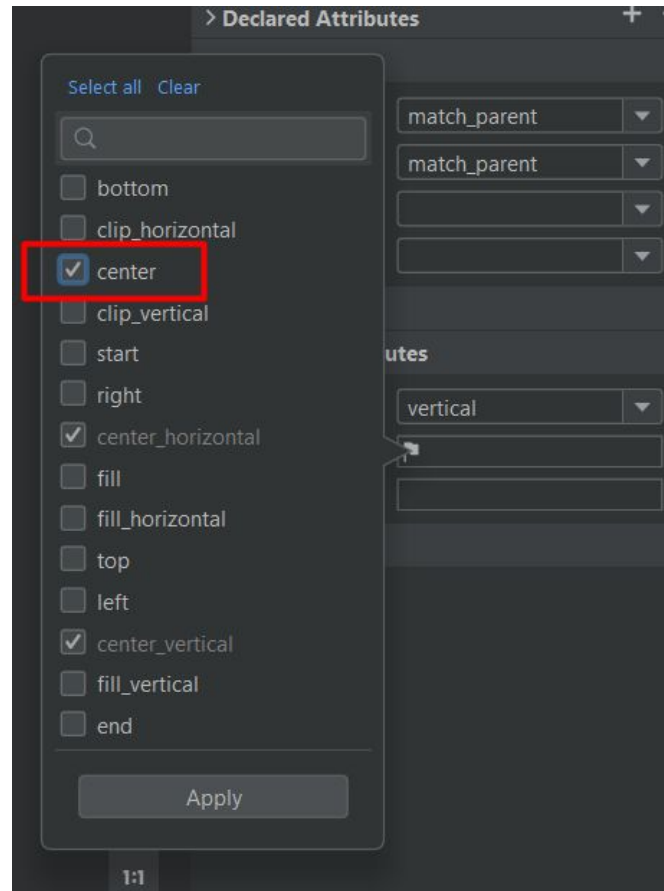 Declared Attributes
Select all Clear
match_parent
match_parent
bottom
clip_horizontal
center
clip_vertical
start
utes
right
vertical
center_horizontal
fill
fill_horizontal
top
left
center_vertical
fill_vertical
end
Apply
1:1